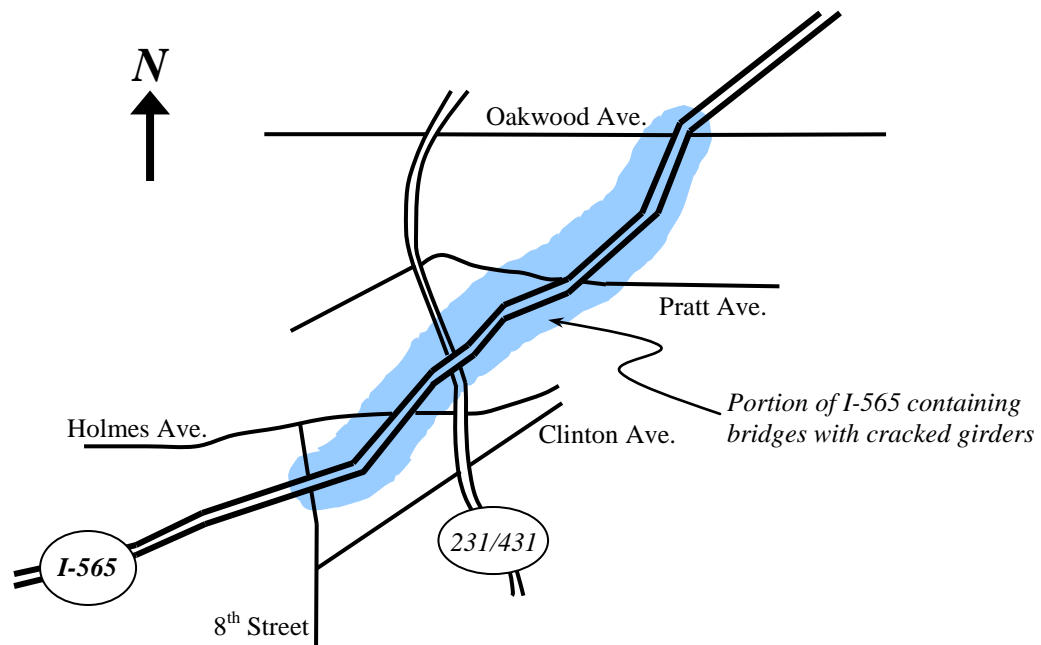 N
Oakwood Ave.
Pratt Ave.
Holmes Ave.
Clinton Ave.
Portion of I-565 containing
bridges with cracked girders
231/431
I-565
8th Street